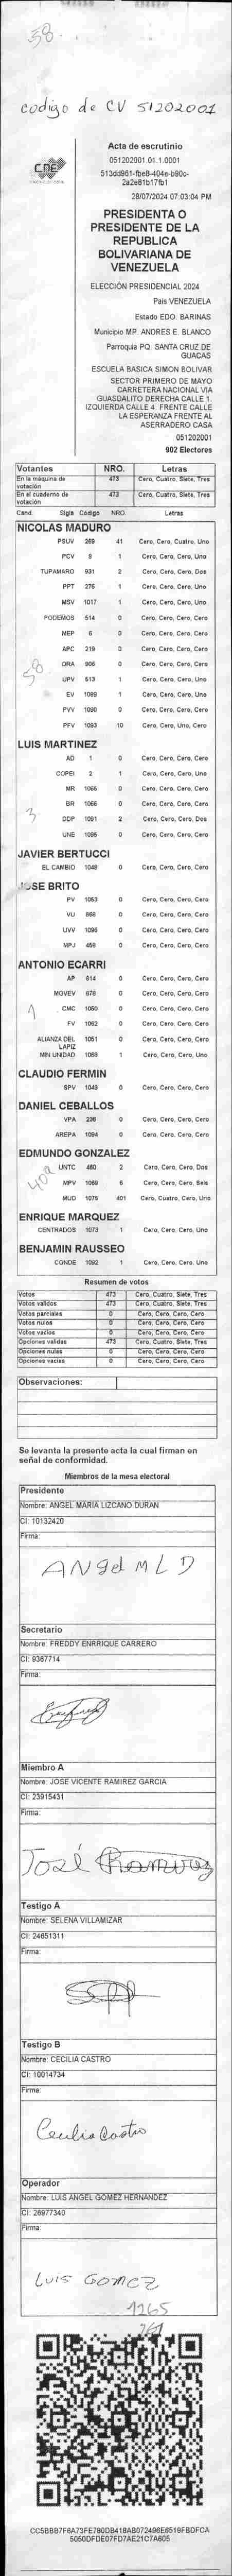 58.
codigo de CV 51202001
CNE
Acta de escrutinio
051202001.01.1.0001
513dd961-fbe8-404e-b90c-
2a2e81b17fb1
28/07/2024 07:03:04 PM
PRESIDENTA O
PRESIDENTE DE LA
REPUBLICA
BOLIVARIANA DE
VENEZUELA
ELECCIÓN PRESIDENCIAL 2024
Pais VENEZUELA
Estado EDO. BARINAS
Municipio MP. ANDRES E. BLANCO
Parroquia PQ. SANTA CRUZ DE
GUACAS
ESCUELA BASICA SIMON BOLIVAR
SECTOR PRIMERO DE MAYO
CARRETERA NACIONAL VIA
GUASDALITO DERECHA CALLE 1.
IZQUIERDA CALLE 4. FRENTE CALLE
LA ESPERANZA FRENTE AL
ASERRADERO CASA
051202001
902 Electores
Votantes NRO. Letras
En la máquina de votación 473 Cero, Cuatro, Siete, Tres
En el cuaderno de votación 473 Cero, Cuatro, Siete, Tres
Cand. Sigla Código NRO. Letras
NICOLAS MADURO
PSUV 269 41 Cero, Cero, Cuatro, Uno
PCV 8 1 Cero, Cero, Cero, Uno
TUPAMARO 931 2 Cero, Cero, Cero, Dos
PPT 276 1 Cero, Cero, Cero, Uno
MSV 1017 1 Cero, Cero, Cero, Uno
PODEMOS 514 0 Cero, Cero, Cero, Cero
MEP 6 0 Cero, Cero, Cero, Cero
APC 219 0 Cero, Cero, Cero, Cero
ORA 906 0 Cero, Cero, Cero, Cero
58
UPV 513 1 Cero, Cero, Cero, Uno
EV 1089 1 Cero, Cero, Cero, Uno
PVV 1090 0 Cero, Cero, Cero, Cero
PFV 1093 10 Cero, Cero, Uno, Cero
LUIS MARTINEZ
AD 1 0 Cero, Cero, Cero, Cero
COPEI 2 1 Cero, Cero, Cero, Uno
MR 1065 0 Cero, Cero, Cero, Cero
BR 1066 0 Cero, Cero, Cero, Cero
3
DDP 1091 2 Cero, Cero, Cero, Dos
UNE 1095 0 Cero, Cero, Cero, Cero
JAVIER BERTUCCI
EL CAMBIO 1048 0 Cero, Cero, Cero, Cero
JOSE BRITO
PV 1053 0 Cero, Cero, Cero, Cero
VU 868 0 Cero, Cero, Cero, Cero
UVV 1096 0 Cero, Cero, Cero, Cero
MPJ 459 0 Cero, Cero, Cero, Cero
ANTONIO ECARRI
AP 614 0 Cero, Cero, Cero, Cero
MOVEV 678 0 Cero, Cero, Cero, Cero
1
CMC 1050 0 Cero, Cero, Cero, Cero
FV 1062 0 Cero, Cero, Cero, Cero
ALIANZA DEL LAPIZ 1051 0 Cero, Cero, Cero, Cero
MIN UNIDAD 1058 1 Cero, Cero, Cero, Uno
CLAUDIO FERMIN
SPV 1049 0 Cero, Cero, Cero, Cero
DANIEL CEBALLOS
VPA 236 0 Cero, Cero, Cero, Cero
AREPA 1084 0 Cero, Cero, Cero, Cero
EDMUNDO GONZALEZ
409
UNTC 480 2 Cero, Cero, Cero, Dos
MPV 1069 6 Cero, Cero, Cero, Seis
MUD 1075 401 Cero, Cuatro, Cero, Uno
ENRIQUE MARQUEZ
CENTRADOS 1073 1 Cero, Cero, Cero, Uno
BENJAMIN RAUSSEO
CONDE 1092 1 Cero, Cero, Cero, Uno
Resumen de votos
Votos 473 Cero, Cuatro, Siete, Tres
Votos validos 473 Cero, Cuatro, Siete, Tres
Votos parciales 0 Cero, Cero, Cero, Cero
Votos nulos 0 Cero, Cero, Cero, Cero
Votos vacios 0 Cero, Cero, Cero, Cero
Opciones validas 473 Cero, Cuatro, Siete, Tres
Opciones nulas 0 Cero, Cero, Cero, Cero
Opciones vacias 0 Cero, Cero, Cero, Cero
Observaciones:
Se levanta la presente acta la cual firman en
señal de conformidad.
Miembros de la mesa electoral
Presidente
Nombre: ANGEL MARIA LIZCANO DURAN
CI: 10132420
Firma:
ANgel M L D
Secretario
Nombre: FREDDY ENRRIQUE CARRERO
CI: 9367714
Firma:
Miembro A
Nombre: JOSE VICENTE RAMIREZ GARCIA
CI: 23915431
Firma:
José Ramirez
Testigo A
Nombre: SELENA VILLAMIZAR
CI: 24651311
Firma:
Testigo B
Nombre: CECILIA CASTRO
CI: 10014734
Firma:
Cecilia Castro
Operador
Nombre: LUIS ANGEL GOMEZ HERNANDEZ
CI: 26977340
Firma:
Luis Gomez
1265
761
CC5BBB7F6A73FE780DB418AB072498E6519FBDFCA
5050DFDE07FD7AE21C7A605